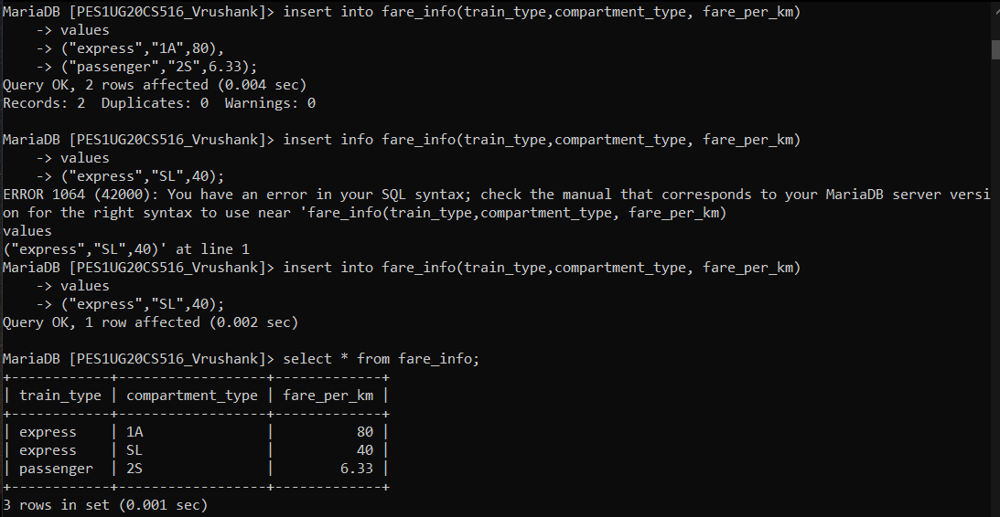 MariaDB [PES1UG20CS516_Vrushank]> insert into fare_info(train_type,compartment_type, fare_per_km)
    -> values
    -> ("express","1A",80),
    -> ("passenger","2S",6.33);
Query OK, 2 rows affected (0.004 sec)
Records: 2  Duplicates: 0  Warnings: 0

MariaDB [PES1UG20CS516_Vrushank]> insert info fare_info(train_type,compartment_type, fare_per_km)
    -> values
    -> ("express","SL",40);
ERROR 1064 (42000): You have an error in your SQL syntax; check the manual that corresponds to your MariaDB server versi
on for the right syntax to use near 'fare_info(train_type,compartment_type, fare_per_km)
values
("express","SL",40)' at line 1
MariaDB [PES1UG20CS516_Vrushank]> insert into fare_info(train_type,compartment_type, fare_per_km)
    -> values
    -> ("express","SL",40);
Query OK, 1 row affected (0.002 sec)

MariaDB [PES1UG20CS516_Vrushank]> select * from fare_info;
+------------+------------------+-------------+
| train_type | compartment_type | fare_per_km |
+------------+------------------+-------------+
| express    | 1A               |          80 |
| express    | SL               |          40 |
| passenger  | 2S               |        6.33 |
+------------+------------------+-------------+
3 rows in set (0.001 sec)